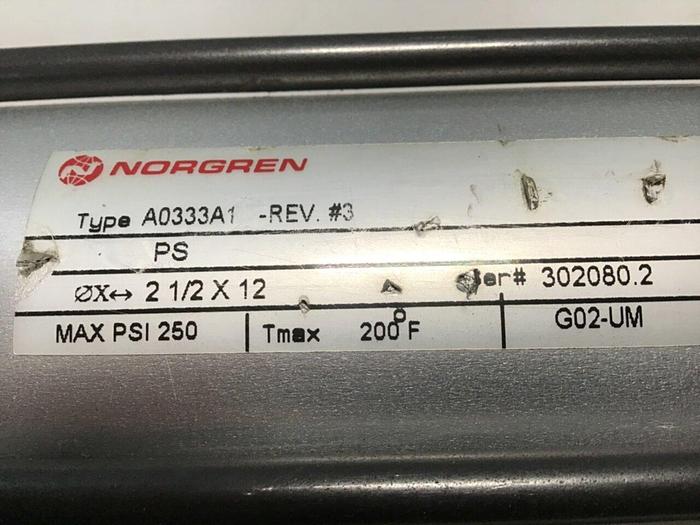 NORGREN
Type A0333A1 -REV. #3
PS
ØX↔ 2 1/2 X 12 Ser# 302080.2
MAX PSI 250 Tmax 200°F G02-UM